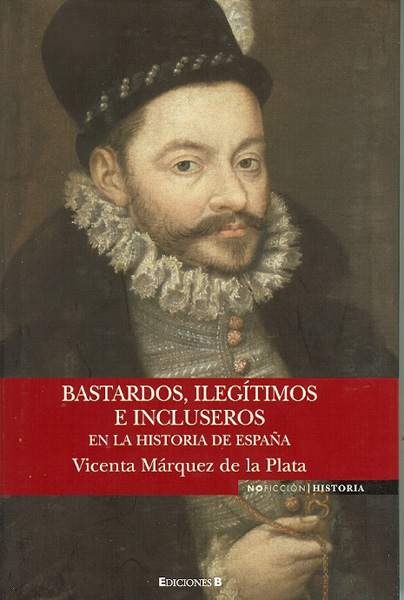 BASTARDOS, ILEGÍTIMOS
E INCLUSEROS
EN LA HISTORIA DE ESPAÑA
Vicenta Márquez de la Plata
NOFICCIÓN|HISTORIA
EDICIONES B